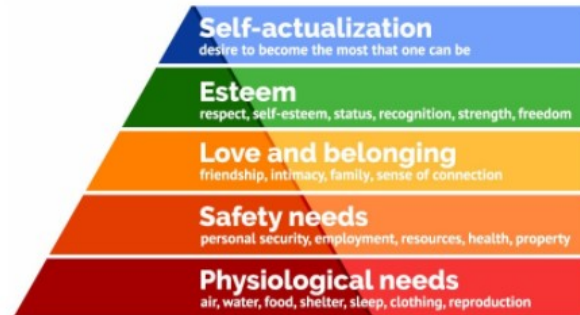 Self-actualization
desire to become the most that one can be
Esteem
respect, self-esteem, status, recognition, strength, freedom
Love and belonging
friendship, intimacy, family, sense of connection
Safety needs
personal security, employment, resources, health, property
Physiological needs
air, water, food, shelter, sleep, clothing, reproduction